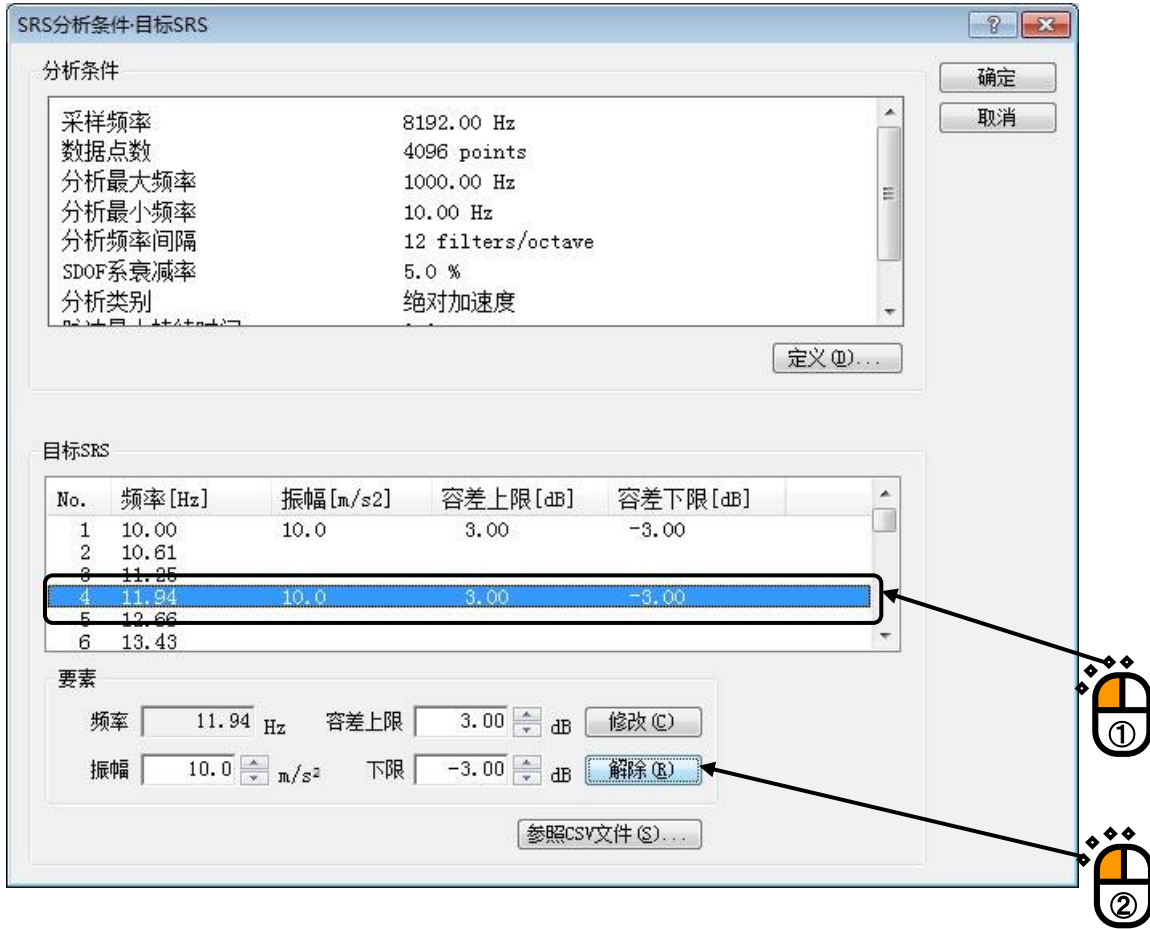 SRS分析条件·目标SRS
分析条件
确定
取消
采样频率 8192.00 Hz
数据点数 4096 points
分析最大频率 1000.00 Hz
分析最小频率 10.00 Hz
分析频率间隔 12 filters/octave
SDOF系衰减率 5.0 %
分析类别 绝对加速度
定义(D)...
目标SRS
No. 频率[Hz] 振幅[m/s2] 容差上限[dB] 容差下限[dB]
1 10.00 10.0 3.00 -3.00
2 10.61
3 11.25
4 11.94 10.0 3.00 -3.00
5 12.66
6 13.43
要素
频率 11.94 Hz 容差上限 3.00 dB 修改(C)
振幅 10.0 m/s² 下限 -3.00 dB 解除(R)
参照CSV文件(S)...
①
②